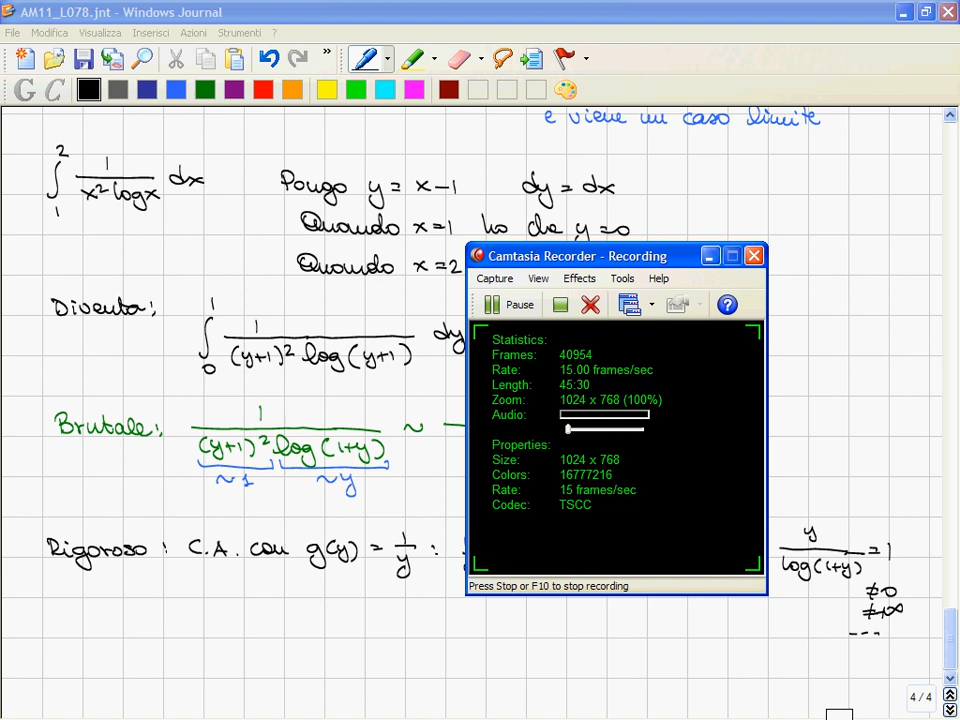 AM11_L078.jnt - Windows Journal
File Modifica Visualizza Inserisci Azioni Strumenti ?
»
G C
e viene un caso limite
∫₁² 1/(x² log x) dx Pongo y = x-1 dy = dx
Quando x=1 ho che y=0
Quando x=2
Diventa: ∫₀¹ 1/((y+1)² log(y+1)) dy
Brutale: 1/((y+1)² log(1+y)) ~
~1 ~y
Rigoroso: C.A. con g(y) = 1/y :
y/log(1+y) = 1
≠0
≠+∞
---
Camtasia Recorder - Recording
Capture View Effects Tools Help
Pause
Statistics:
Frames: 40954
Rate: 15.00 frames/sec
Length: 45:30
Zoom: 1024 x 768 (100%)
Audio:
Properties:
Size: 1024 x 768
Colors: 16777216
Rate: 15 frames/sec
Codec: TSCC
Press Stop or F10 to stop recording
4 / 4